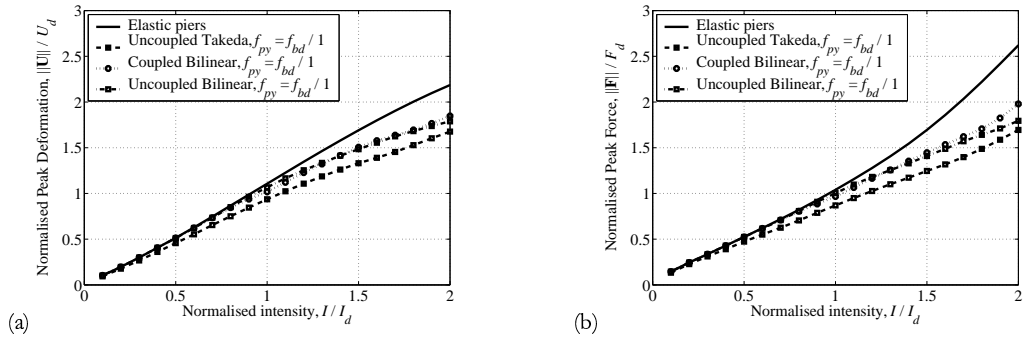 Normalised Peak Deformation, ||U|| / U_d
3
2.5
2
1.5
1
0.5
0
Elastic piers
Uncoupled Takeda, f_py = f_bd / 1
Coupled Bilinear, f_py = f_bd / 1
Uncoupled Bilinear, f_py = f_bd / 1
0 0.5 1 1.5 2
Normalised intensity, I / I_d
(a)
Normalised Peak Force, ||F|| / F_d
3
2.5
2
1.5
1
0.5
0
Elastic piers
Uncoupled Takeda, f_py = f_bd / 1
Coupled Bilinear, f_py = f_bd / 1
Uncoupled Bilinear, f_py = f_bd / 1
0 0.5 1 1.5 2
Normalised intensity, I / I_d
(b)